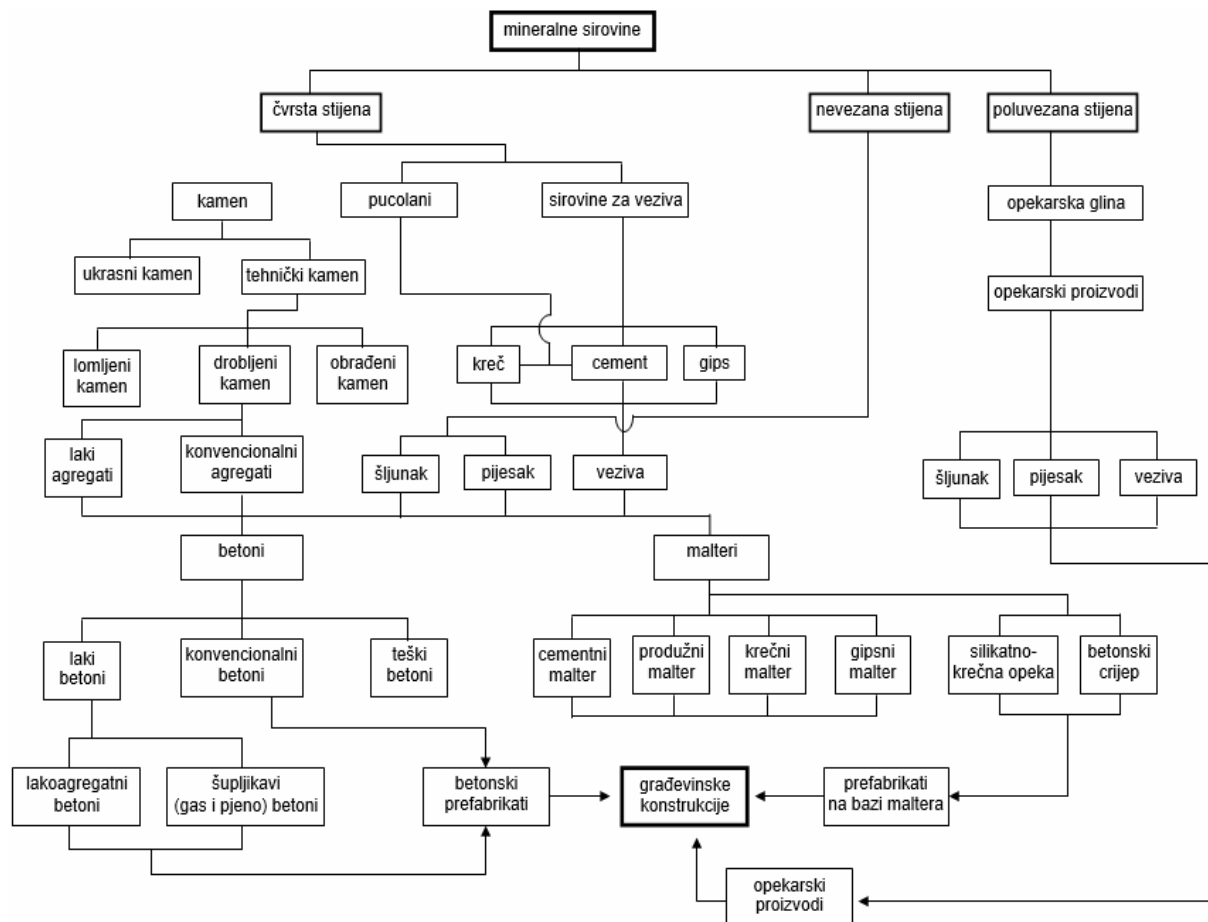 mineralne sirovine
čvrsta stijena
nevezana stijena
poluvezana stijena
kamen
pucolani
sirovine za veziva
opekarska glina
ukrasni kamen
tehnički kamen
opekarski proizvodi
lomljeni
kamen
drobljeni
kamen
obrađeni
kamen
kreč
cement
gips
laki
agregati
konvencionalni
agregati
šljunak
pijesak
veziva
šljunak
pijesak
veziva
betoni
malteri
laki
betoni
konvencionalni
betoni
teški
betoni
cementni
malter
produžni
malter
krečni
malter
gipsni
malter
silikatno-
krečna opeka
betonski
crijep
lakoagregatni
betoni
šupljikavi
(gas i pjeno) betoni
betonski
prefabrikati
građevinske
konstrukcije
prefabrikati
na bazi maltera
opekarski
proizvodi